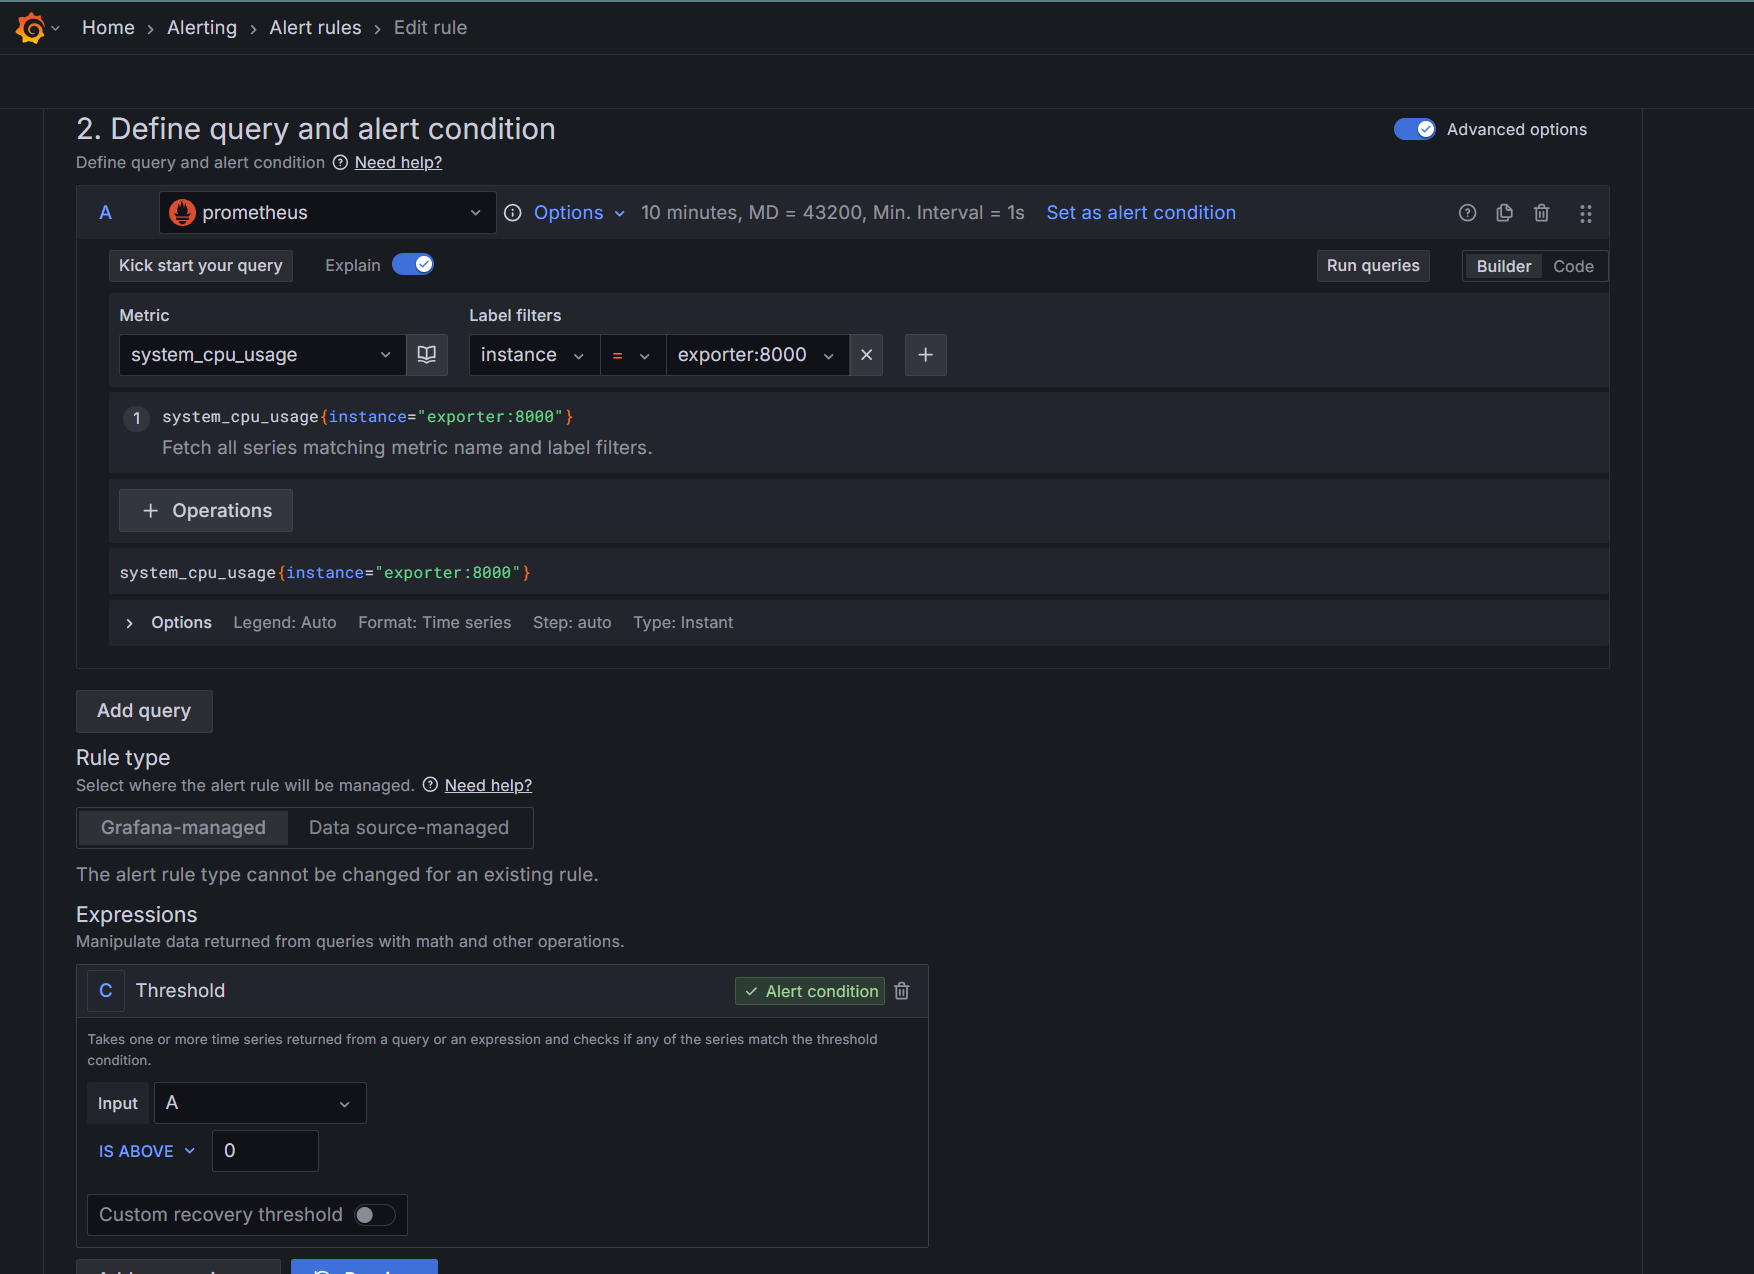 Home › Alerting › Alert rules › Edit rule
2. Define query and alert condition
Advanced options
Define query and alert condition Need help?
A prometheus Options 10 minutes, MD = 43200, Min. Interval = 1s Set as alert condition
Kick start your query Explain Run queries Builder Code
Metric Label filters
system_cpu_usage instance = exporter:8000
1 system_cpu_usage{instance="exporter:8000"}
Fetch all series matching metric name and label filters.
+ Operations
system_cpu_usage{instance="exporter:8000"}
Options Legend: Auto Format: Time series Step: auto Type: Instant
Add query
Rule type
Select where the alert rule will be managed. Need help?
Grafana-managed Data source-managed
The alert rule type cannot be changed for an existing rule.
Expressions
Manipulate data returned from queries with math and other operations.
C Threshold Alert condition
Takes one or more time series returned from a query or an expression and checks if any of the series match the threshold
condition.
Input A
IS ABOVE 0
Custom recovery threshold